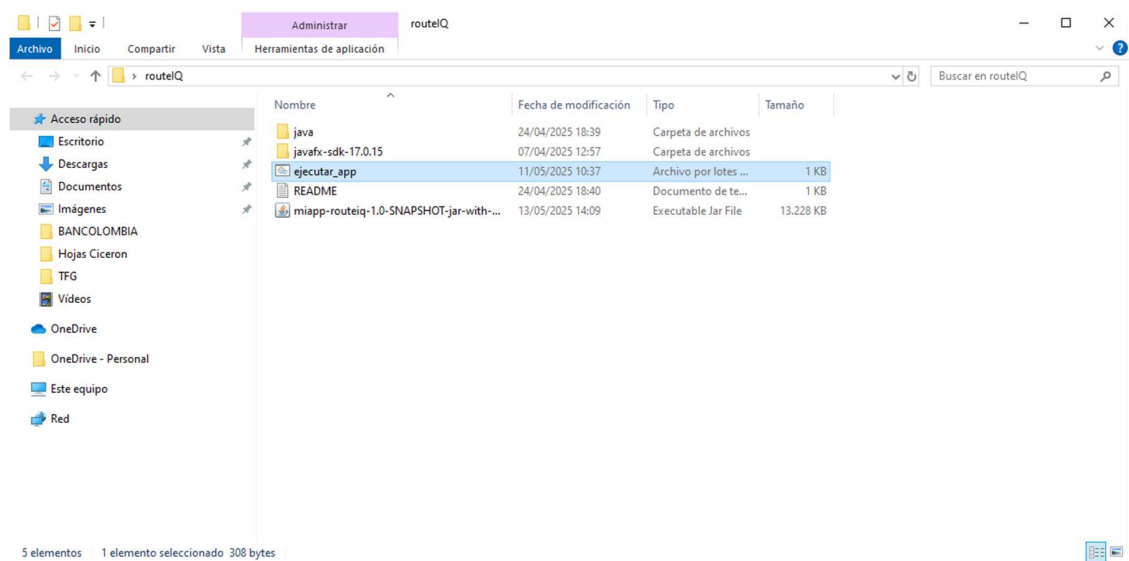 Administrar
routeIQ
Archivo Inicio Compartir Vista Herramientas de aplicación
routeIQ
Buscar en routeIQ
Acceso rápido
Escritorio
Descargas
Documentos
Imágenes
BANCOLOMBIA
Hojas Ciceron
TFG
Vídeos
OneDrive
OneDrive - Personal
Este equipo
Red
Nombre Fecha de modificación Tipo Tamaño
java 24/04/2025 18:39 Carpeta de archivos
javafx-sdk-17.0.15 07/04/2025 12:57 Carpeta de archivos
ejecutar_app 11/05/2025 10:37 Archivo por lotes ... 1 KB
README 24/04/2025 18:40 Documento de te... 1 KB
miapp-routeiq-1.0-SNAPSHOT-jar-with-... 13/05/2025 14:09 Executable Jar File 13.228 KB
5 elementos 1 elemento seleccionado 308 bytes